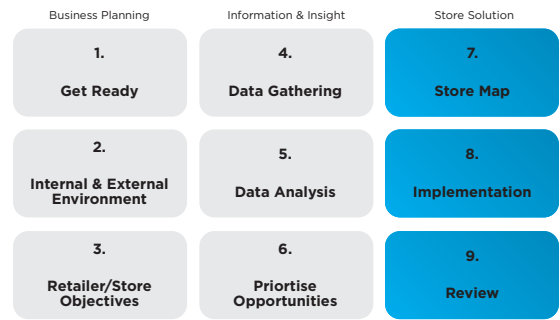 Business Planning
Information & Insight
Store Solution
1.
Get Ready
4.
Data Gathering
7.
Store Map
2.
Internal & External
Environment
5.
Data Analysis
8.
Implementation
3.
Retailer/Store
Objectives
6.
Priortise
Opportunities
9.
Review